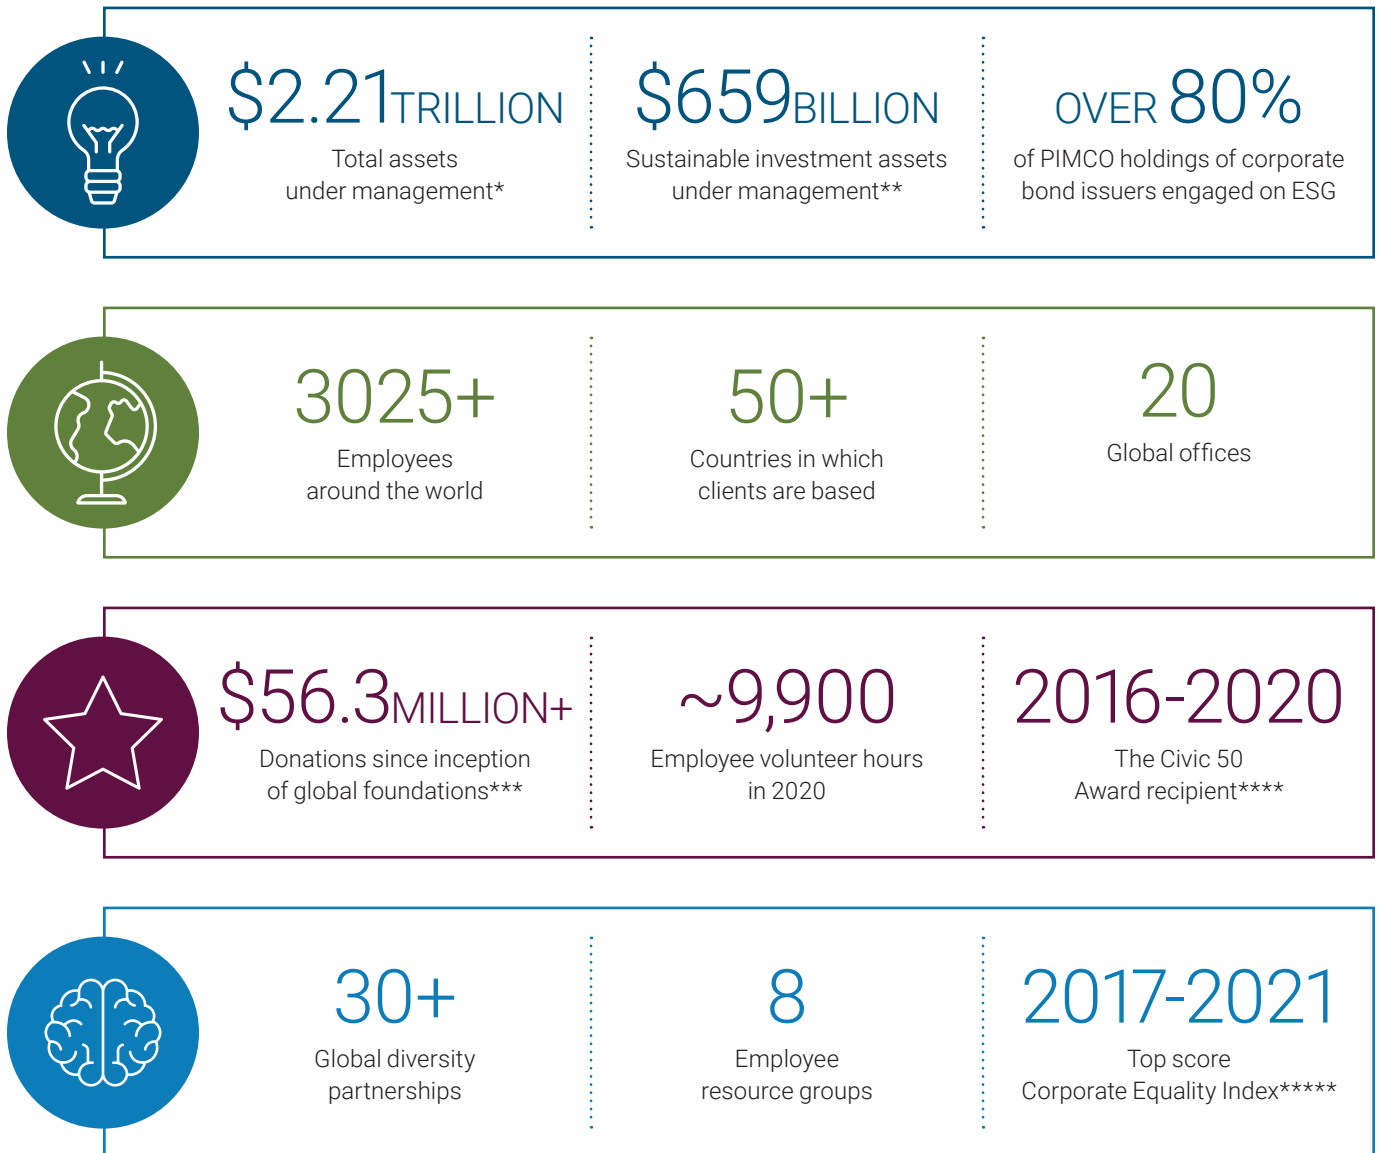 $2.21TRILLION
Total assets
under management*
$659BILLION
Sustainable investment assets
under management**
OVER 80%
of PIMCO holdings of corporate
bond issuers engaged on ESG
3025+
Employees
around the world
50+
Countries in which
clients are based
20
Global offices
$56.3MILLION+
Donations since inception
of global foundations***
~9,900
Employee volunteer hours
in 2020
2016-2020
The Civic 50
Award recipient****
30+
Global diversity
partnerships
8
Employee
resource groups
2017-2021
Top score
Corporate Equality Index*****